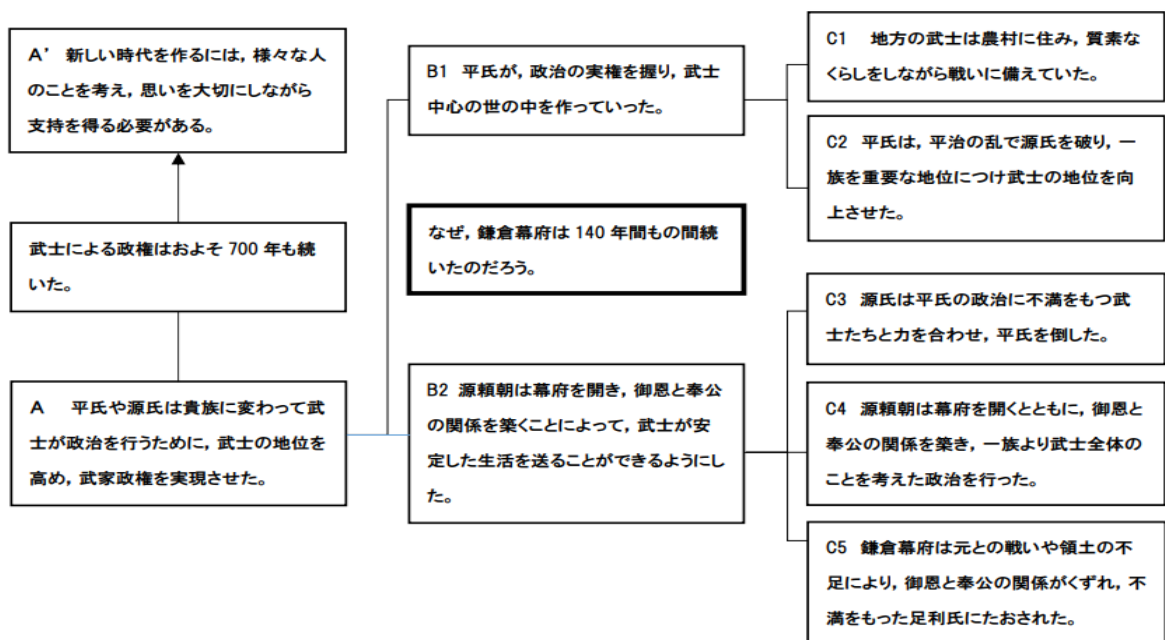 A’ 新しい時代を作るには，様々な人
のことを考え，思いを大切にしながら
支持を得る必要がある。
武士による政権はおよそ 700 年も続
いた。
A 平氏や源氏は貴族に変わって武
士が政治を行うために，武士の地位を
高め，武家政権を実現させた。
B1 平氏が，政治の実権を握り，武士
中心の世の中を作っていった。
なぜ，鎌倉幕府は 140 年間もの間続
いたのだろう。
B2 源頼朝は幕府を開き，御恩と奉公
の関係を築くことによって，武士が安
定した生活を送ることができるようにし
た。
C1 地方の武士は農村に住み，質素な
くらしをしながら戦いに備えていた。
C2 平氏は，平治の乱で源氏を破り，一
族を重要な地位につけ武士の地位を向
上させた。
C3 源氏は平氏の政治に不満をもつ武
士たちと力を合わせ，平氏を倒した。
C4 源頼朝は幕府を開くとともに，御恩と
奉公の関係を築き，一族より武士全体の
ことを考えた政治を行った。
C5 鎌倉幕府は元との戦いや領土の不
足により，御恩と奉公の関係がくずれ，不
満をもった足利氏にたおされた。